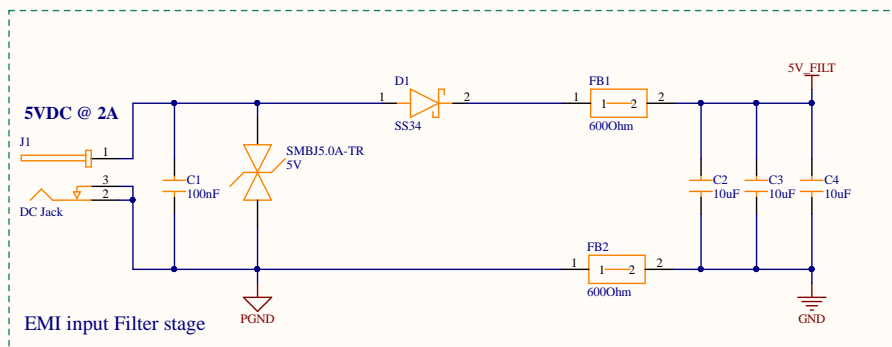 5VDC @ 2A
J1
1
3
2
DC Jack
C1
100nF
SMBJ5.0A-TR
5V
D1
1
2
SS34
FB1
1
1
2
2
600Ohm
5V_FILT
C2
10uF
C3
10uF
C4
10uF
FB2
1
1
2
2
600Ohm
PGND
GND
EMI input Filter stage